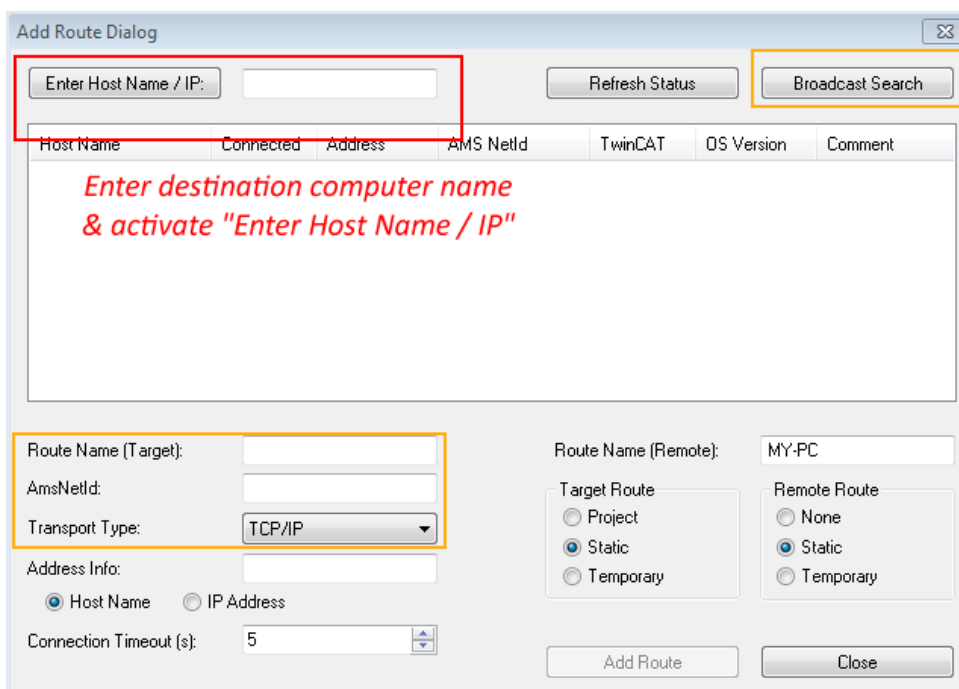 Add Route Dialog
Enter Host Name / IP:
Refresh Status
Broadcast Search
Host Name Connected Address AMS NetId TwinCAT OS Version Comment
Enter destination computer name
& activate "Enter Host Name / IP"
Route Name (Target):
Route Name (Remote): MY-PC
AmsNetId:
Target Route
Remote Route
Transport Type: TCP/IP
Project
None
Static
Static
Address Info:
Temporary
Temporary
Host Name IP Address
Connection Timeout (s): 5
Add Route
Close